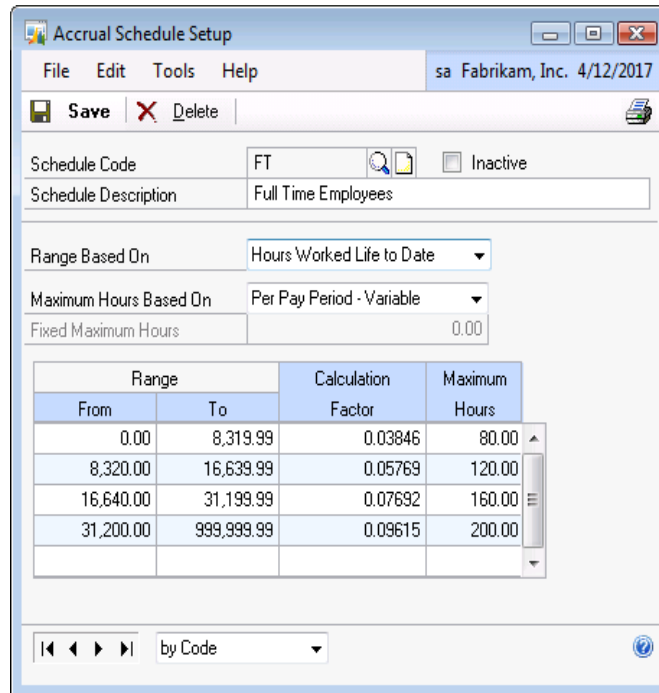 Accrual Schedule Setup
File Edit Tools Help sa Fabrikam, Inc. 4/12/2017
Save Delete
Schedule Code FT Inactive
Schedule Description Full Time Employees
Range Based On Hours Worked Life to Date
Maximum Hours Based On Per Pay Period - Variable
Fixed Maximum Hours 0.00
Range Calculation Maximum
From To Factor Hours
0.00 8,319.99 0.03846 80.00
8,320.00 16,639.99 0.05769 120.00
16,640.00 31,199.99 0.07692 160.00
31,200.00 999,999.99 0.09615 200.00
by Code